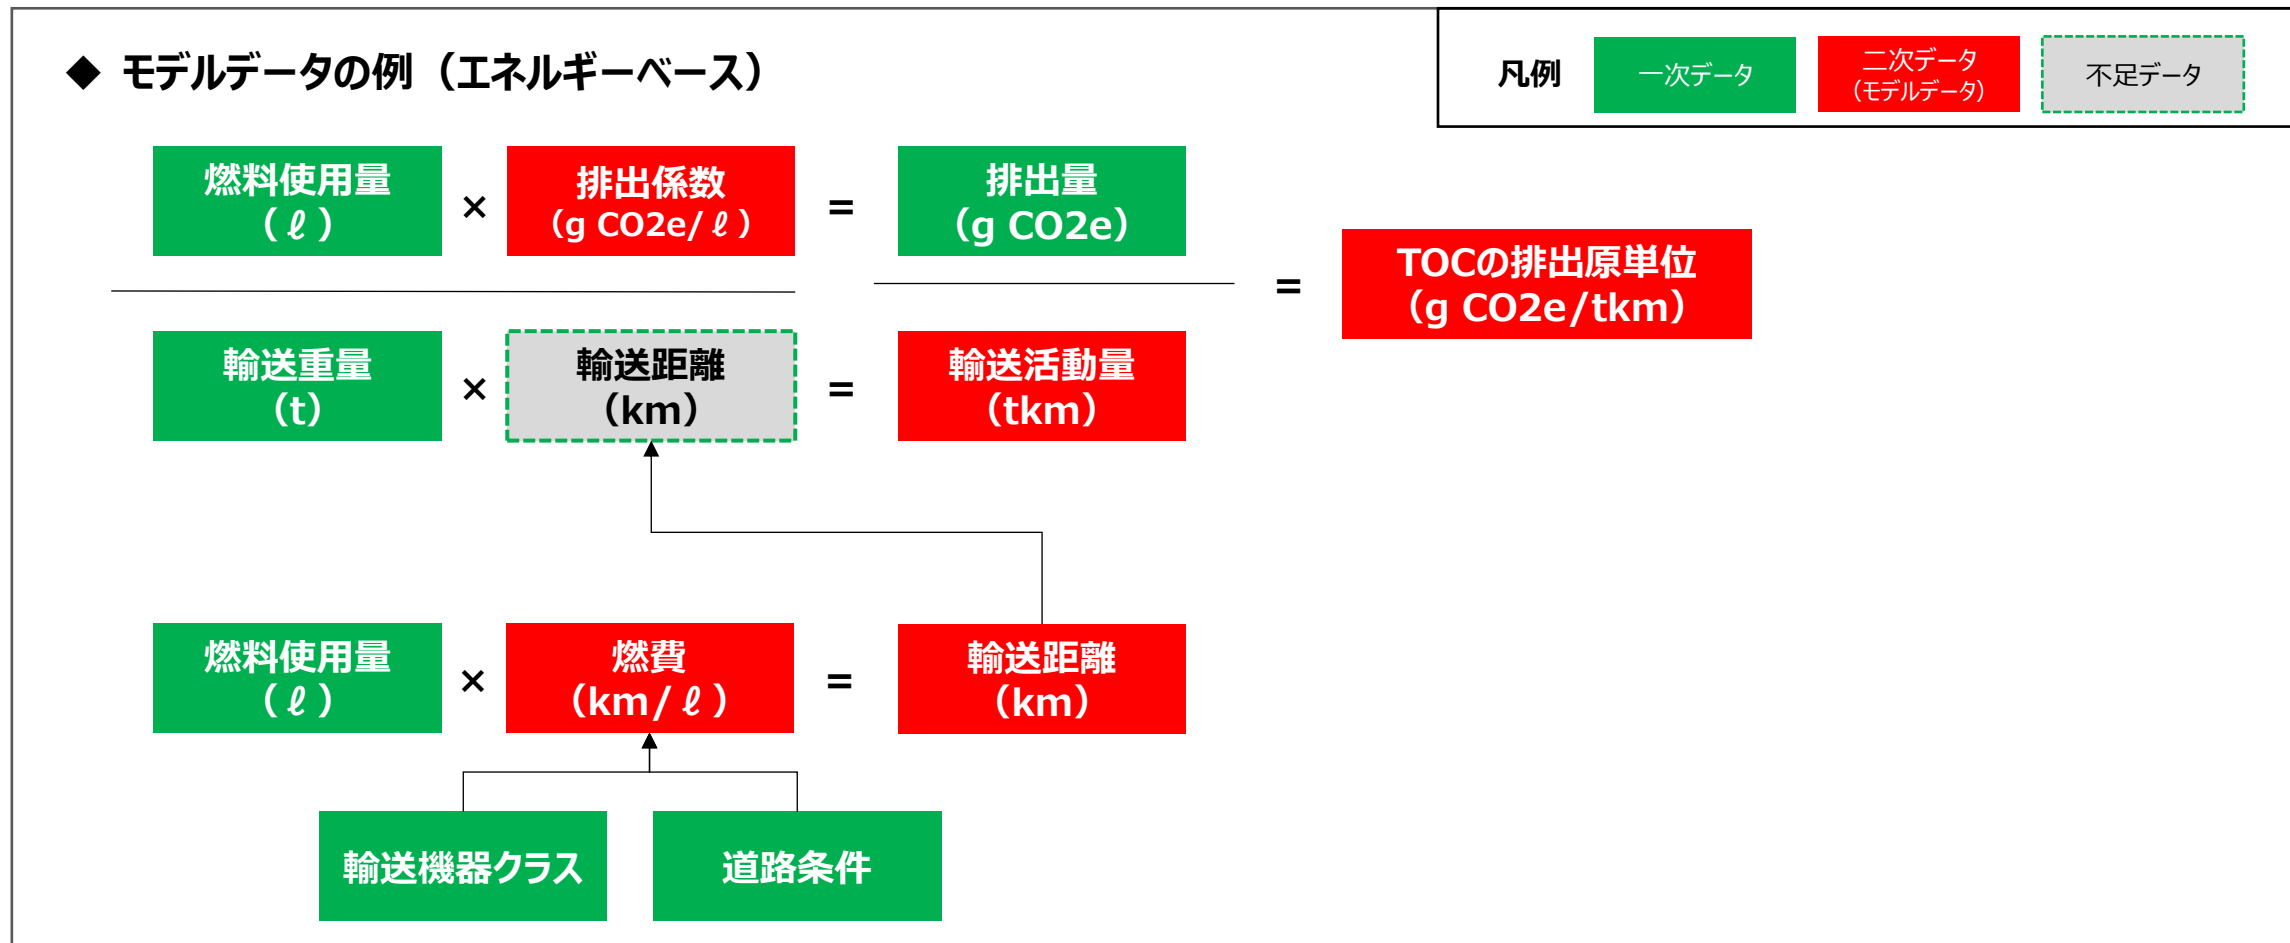 ◆ モデルデータの例（エネルギーベース）
凡例
一次データ
二次データ
（モデルデータ）
不足データ
燃料使用量
（ℓ）
×
排出係数
（g CO2e/ℓ）
=
排出量
（g CO2e）
=
TOCの排出原単位
（g CO2e/tkm）
輸送重量
（t）
×
輸送距離
（km）
=
輸送活動量
（tkm）
燃料使用量
（ℓ）
×
燃費
（km/ℓ）
=
輸送距離
（km）
輸送機器クラス
道路条件